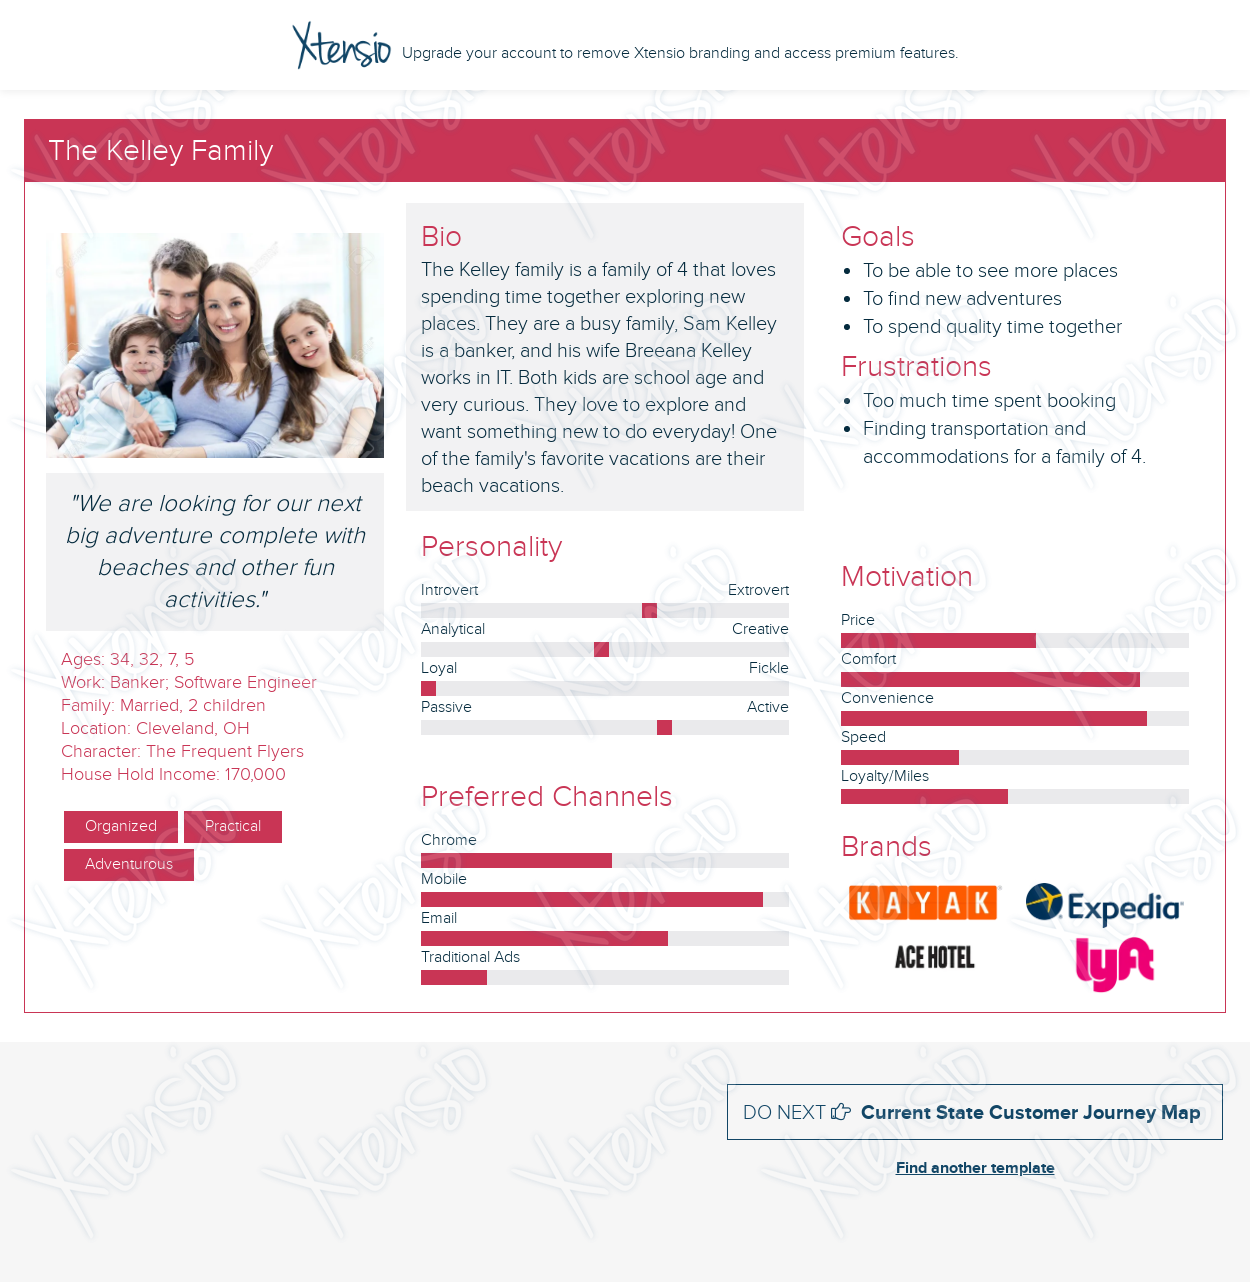 Xtensio Upgrade your account to remove Xtensio branding and access premium features.
The Kelley Family
"We are looking for our next
big adventure complete with
beaches and other fun
activities."
Ages: 34, 32, 7, 5
Work: Banker; Software Engineer
Family: Married, 2 children
Location: Cleveland, OH
Character: The Frequent Flyers
House Hold Income: 170,000
Organized Practical
Adventurous
Bio
The Kelley family is a family of 4 that loves
spending time together exploring new
places. They are a busy family, Sam Kelley
is a banker, and his wife Breeana Kelley
works in IT. Both kids are school age and
very curious. They love to explore and
want something new to do everyday! One
of the family's favorite vacations are their
beach vacations.
Personality
Introvert Extrovert
Analytical Creative
Loyal Fickle
Passive Active
Preferred Channels
Chrome
Mobile
Email
Traditional Ads
Goals
• To be able to see more places
• To find new adventures
• To spend quality time together
Frustrations
• Too much time spent booking
• Finding transportation and
accommodations for a family of 4.
Motivation
Price
Comfort
Convenience
Speed
Loyalty/Miles
Brands
KAYAK Expedia
ACE HOTEL lyft
DO NEXT Current State Customer Journey Map
Find another template